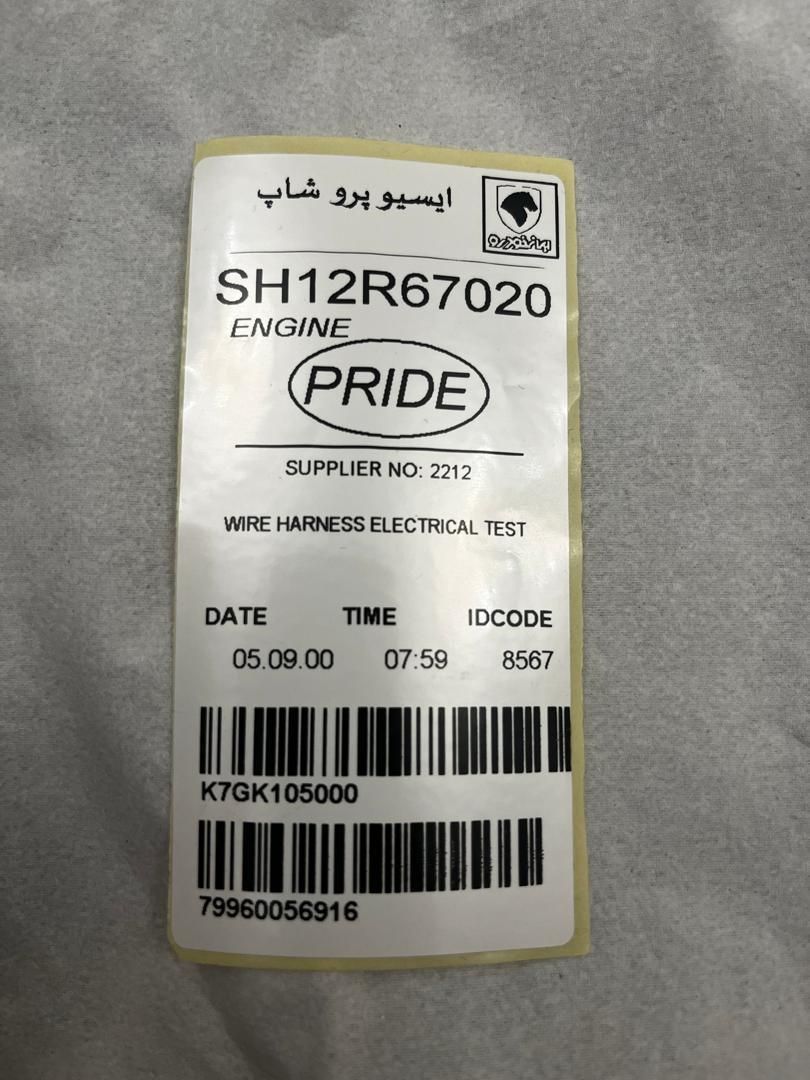 ایسیو پرو شاپ
ایران‌خودرو
SH12R67020
ENGINE
PRIDE
SUPPLIER NO: 2212
WIRE HARNESS ELECTRICAL TEST
DATE TIME IDCODE
05.09.00 07:59 8567
K7GK105000
79960056916